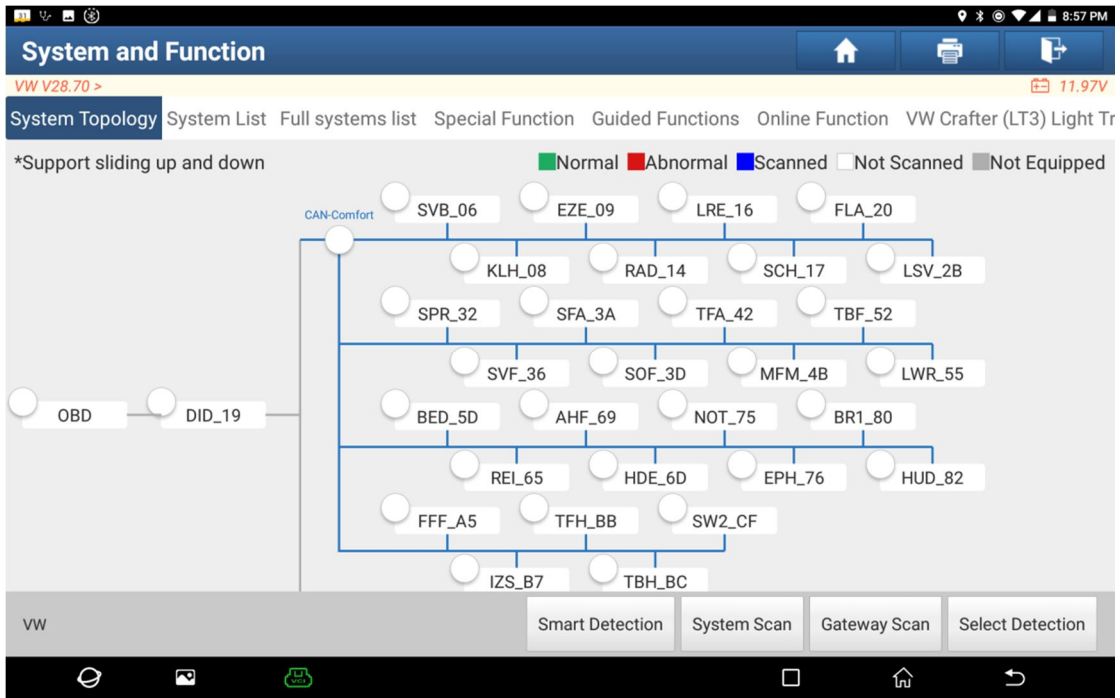 31 8:57 PM
System and Function
VW V28.70 > 11.97V
System Topology System List Full systems list Special Function Guided Functions Online Function VW Crafter (LT3) Light Tr
*Support sliding up and down Normal Abnormal Scanned Not Scanned Not Equipped
CAN-Comfort
SVB_06 EZE_09 LRE_16 FLA_20
KLH_08 RAD_14 SCH_17 LSV_2B
SPR_32 SFA_3A TFA_42 TBF_52
SVF_36 SOF_3D MFM_4B LWR_55
OBD DID_19 BED_5D AHF_69 NOT_75 BR1_80
REI_65 HDE_6D EPH_76 HUD_82
FFF_A5 TFH_BB SW2_CF
IZS_B7 TBH_BC
VW Smart Detection System Scan Gateway Scan Select Detection
VCI